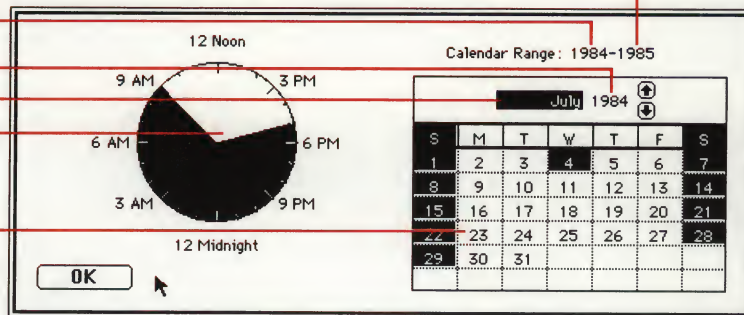 12 Noon
9 AM
3 PM
6 AM
6 PM
3 AM
9 PM
12 Midnight
OK
Calendar Range: 1984-1985
July 1984
S M T W T F S
1 2 3 4 5 6 7
8 9 10 11 12 13 14
15 16 17 18 19 20 21
22 23 24 25 26 27 28
29 30 31